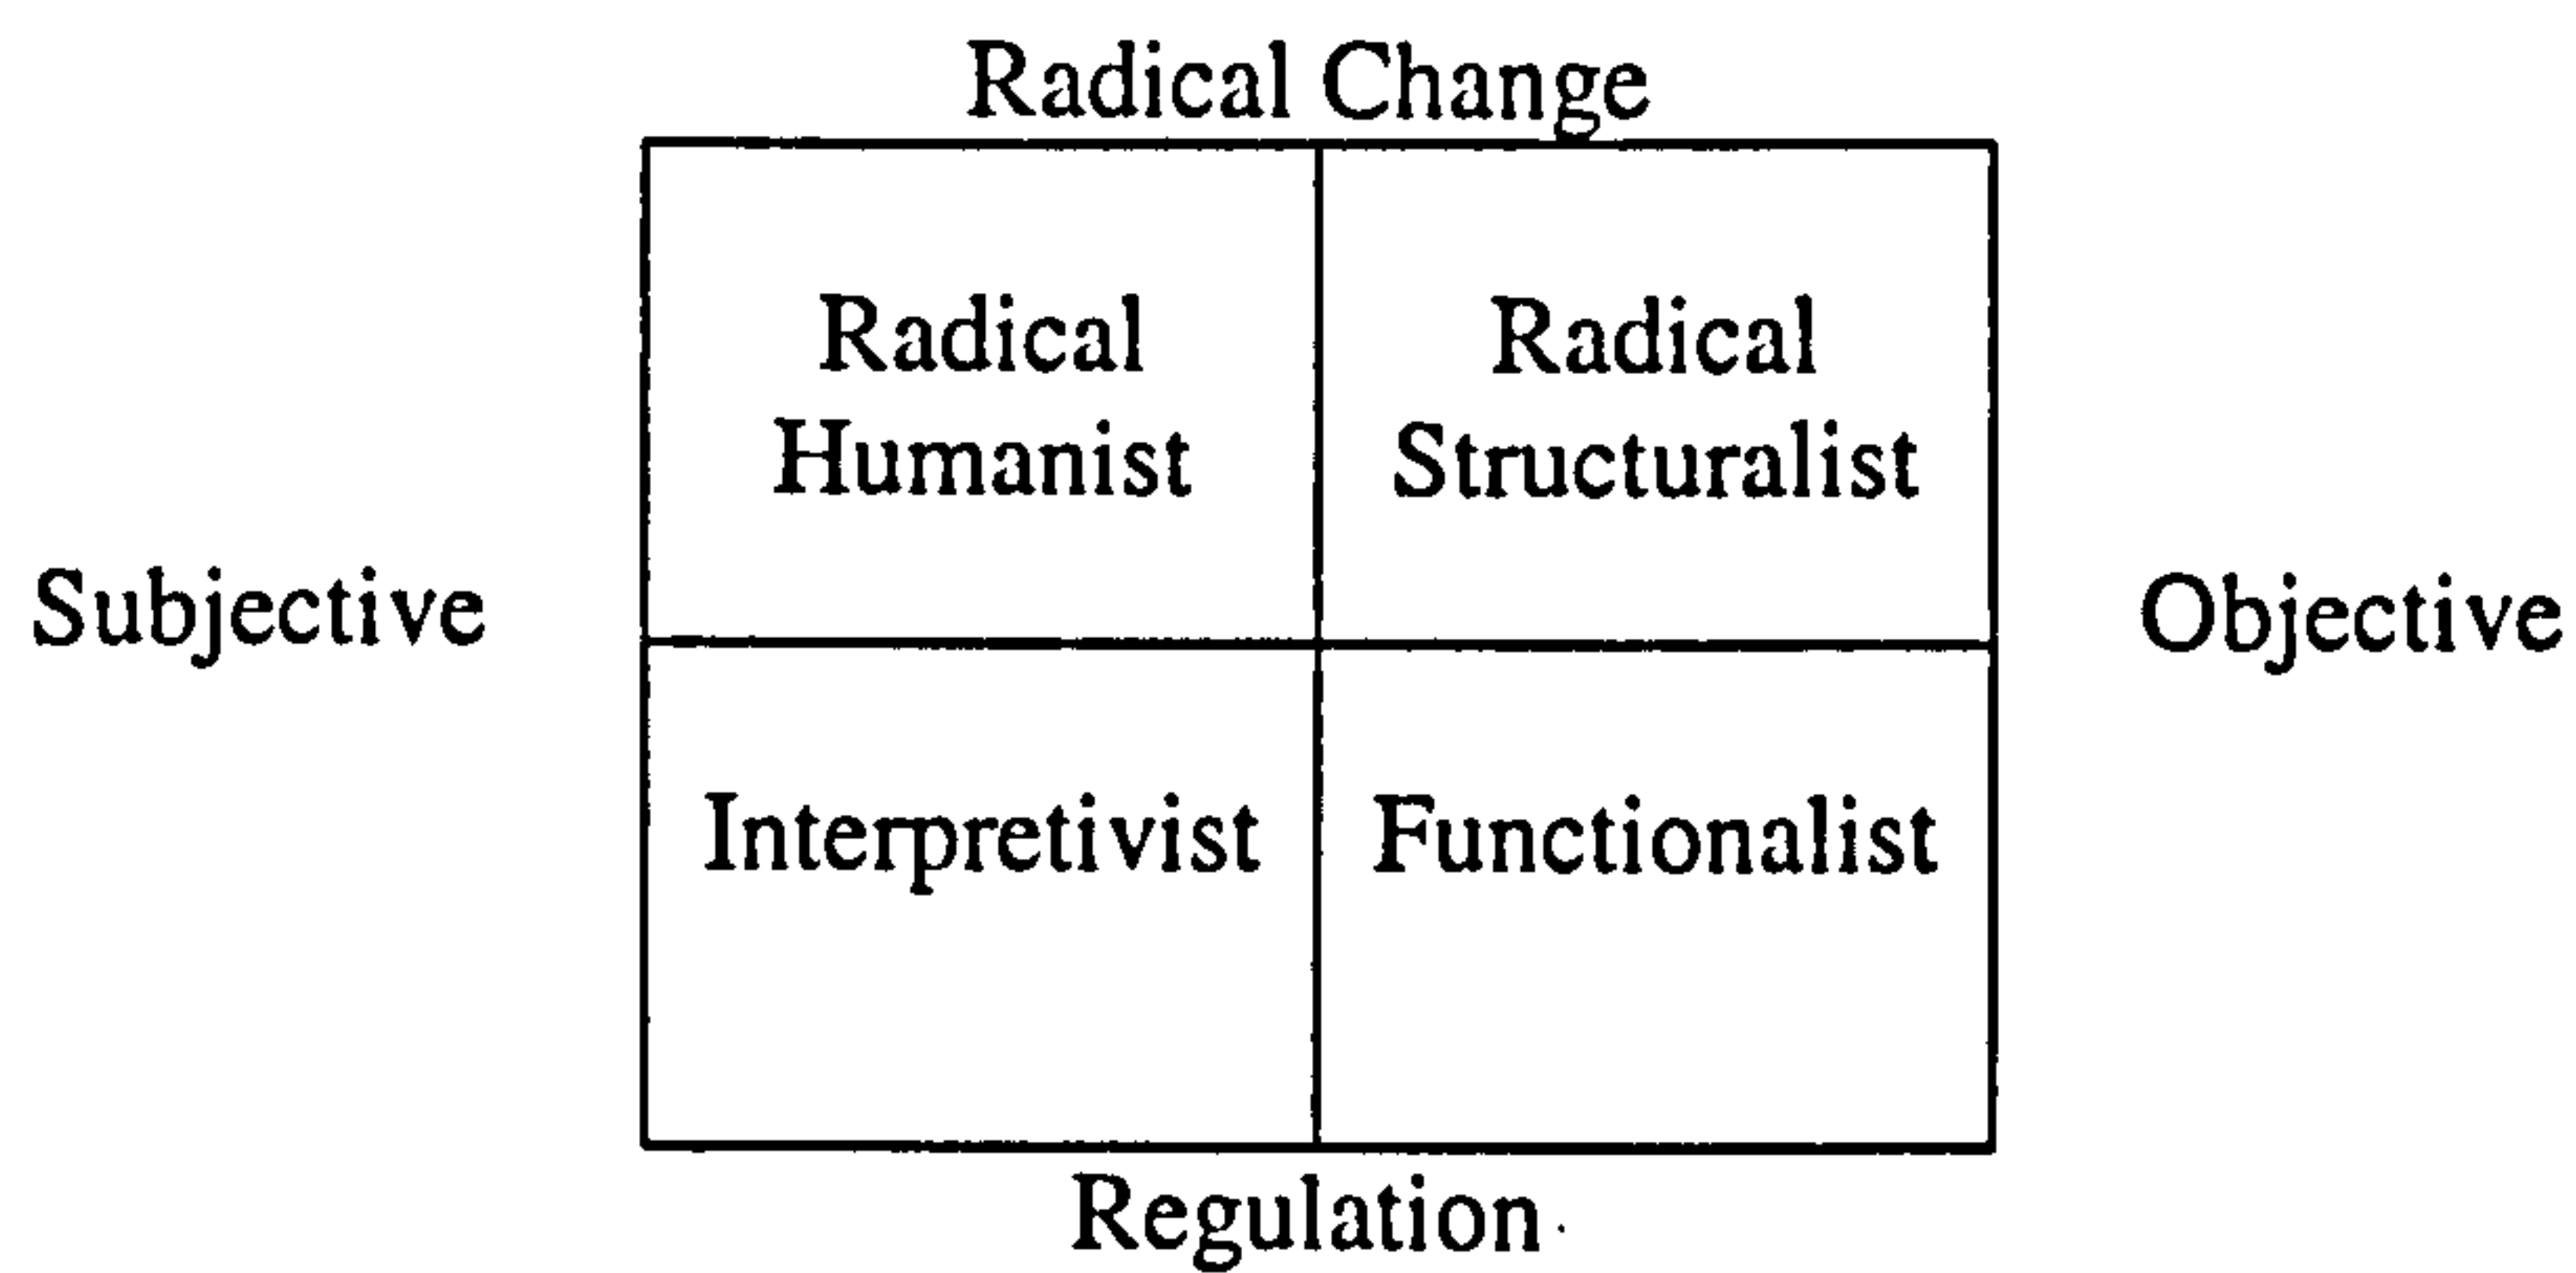 Radical Change
Radical Radical
Humanist Structuralist
Subjective Objective
Interpretivist Functionalist
Regulation